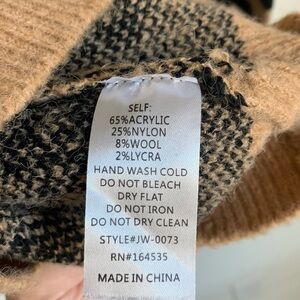 SELF:
65%ACRYLIC
25%NYLON
8%WOOL
2%LYCRA
HAND WASH COLD
DO NOT BLEACH
DRY FLAT
DO NOT IRON
DO NOT DRY CLEAN
STYLE#JW-0073
RN#164535
MADE IN CHINA